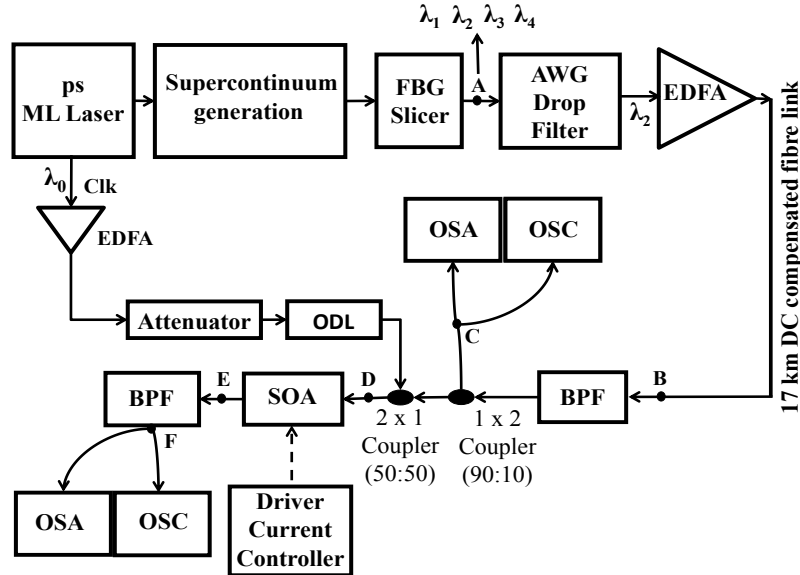 λ1 λ2 λ3 λ4
ps
ML Laser
Supercontinuum
generation
FBG
Slicer
A
AWG
Drop
Filter
λ2
EDFA
λ0 Clk
EDFA
17 km DC compensated fibre link
OSA
OSC
Attenuator
ODL
C
B
BPF
E
SOA
D
BPF
2 x 1
Coupler
(50:50)
1 x 2
Coupler
(90:10)
F
OSA
OSC
Driver
Current
Controller